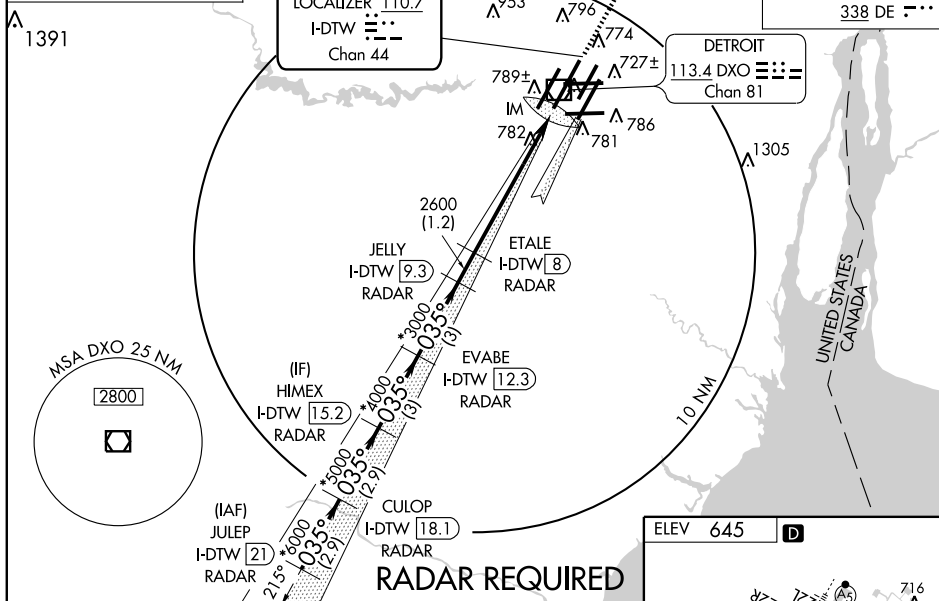 LOCALIZER 110.7
I-DTW
Chan 44
1391
953
796
774
338 DE
DETROIT
113.4 DXO
Chan 81
727±
789±
IM
782
786
781
1305
2600
(1.2)
JELLY
I-DTW 9.3
RADAR
ETALE
I-DTW 8
RADAR
*3000
035°
(3)
EVABE
I-DTW 12.3
RADAR
UNITED STATES
CANADA
MSA DXO 25 NM
2800
(IF)
HIMEX
I-DTW 15.2
RADAR
*4000
035°
(3)
10 NM
*5000
035°
(2.9)
CULOP
I-DTW 18.1
RADAR
(IAF)
JULEP
I-DTW 21
RADAR
*6000
035°
(2.9)
215°
RADAR REQUIRED
ELEV 645
D
A5
716